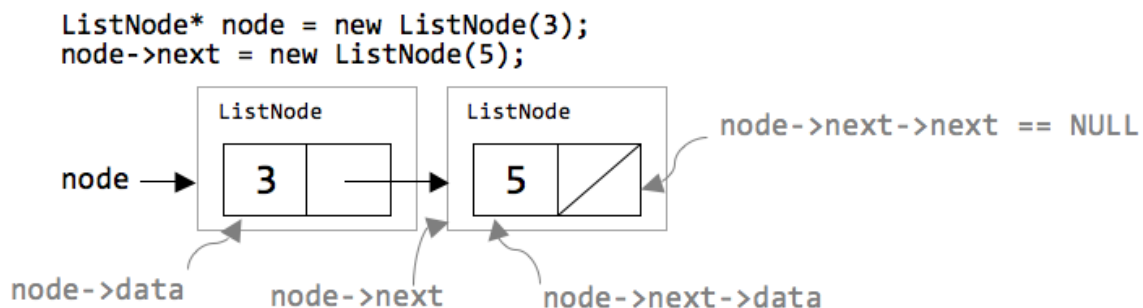 ListNode* node = new ListNode(3);
node->next = new ListNode(5);
ListNode
ListNode
node->next->next == NULL
node
3
5
node->data
node->next
node->next->data